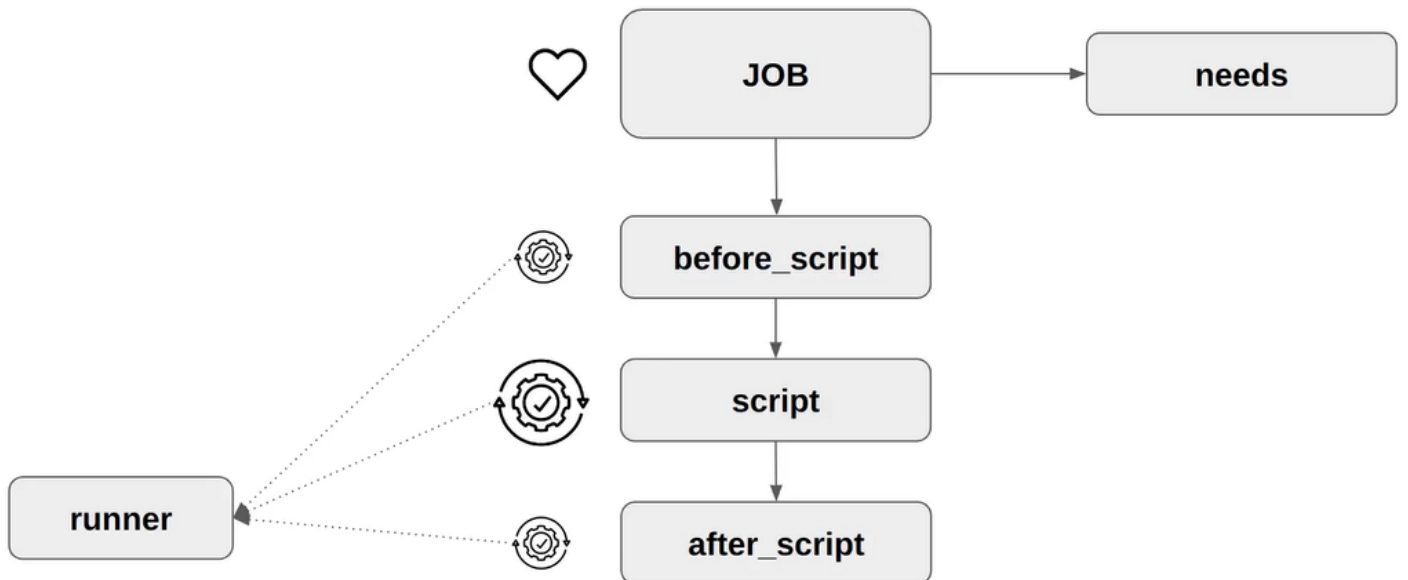 JOB
needs
before_script
script
runner
after_script